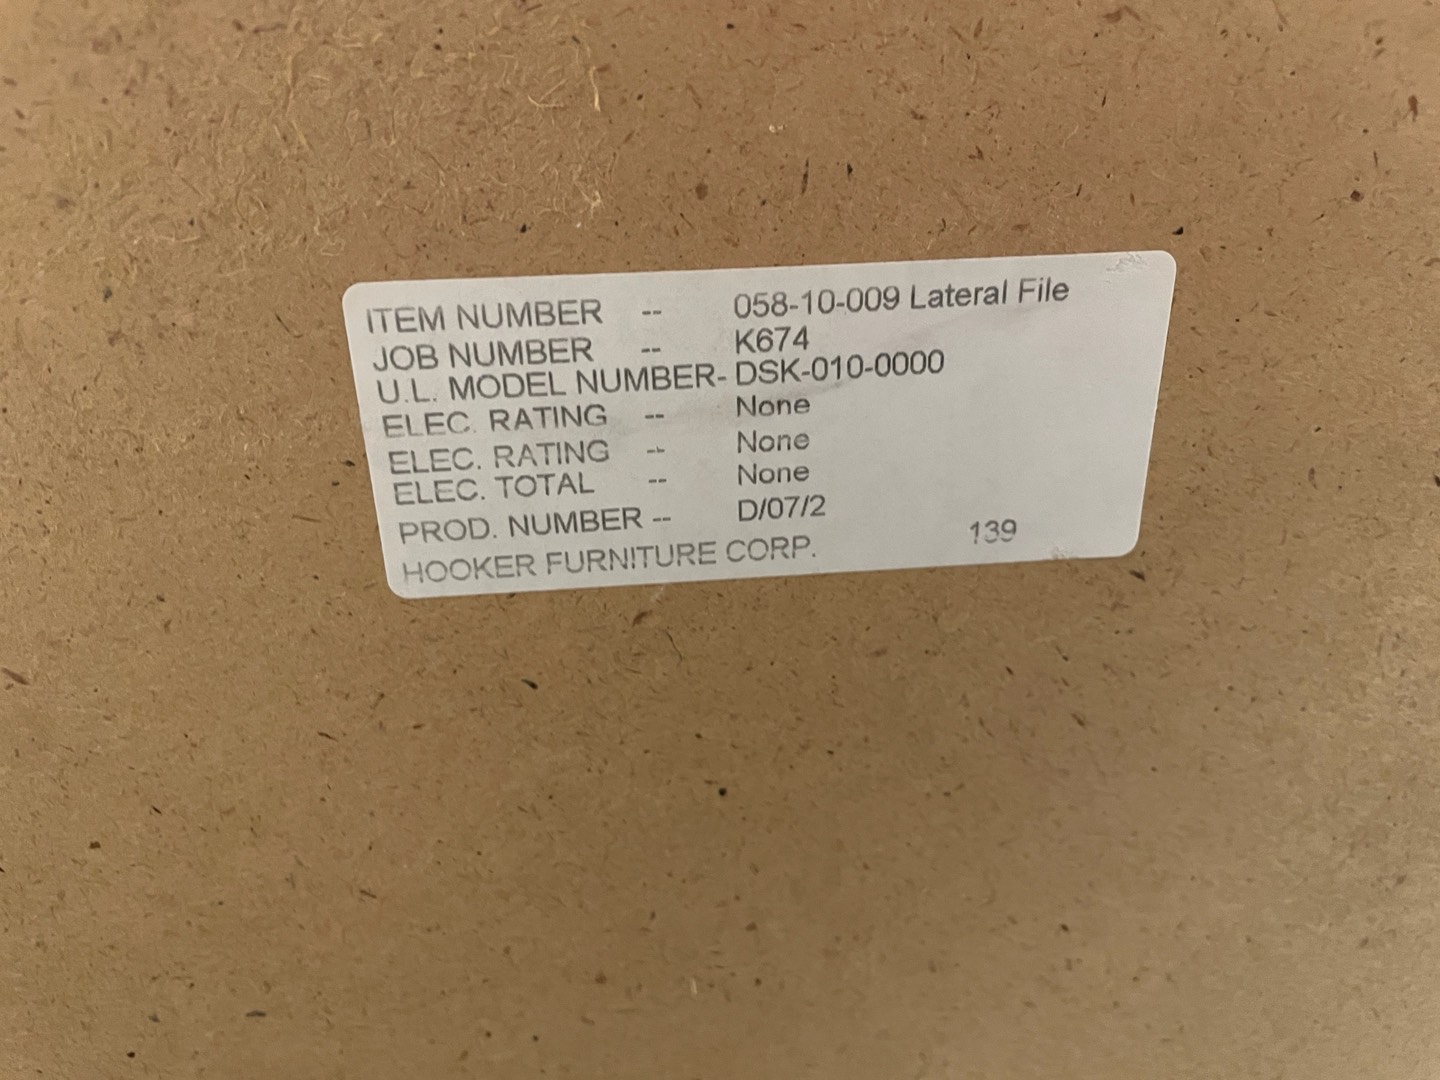 ITEM NUMBER -- 058-10-009 Lateral File
JOB NUMBER -- K674
U.L. MODEL NUMBER- DSK-010-0000
ELEC. RATING -- None
ELEC. RATING -- None
ELEC. TOTAL -- None
PROD. NUMBER -- D/07/2
HOOKER FURNITURE CORP. 139